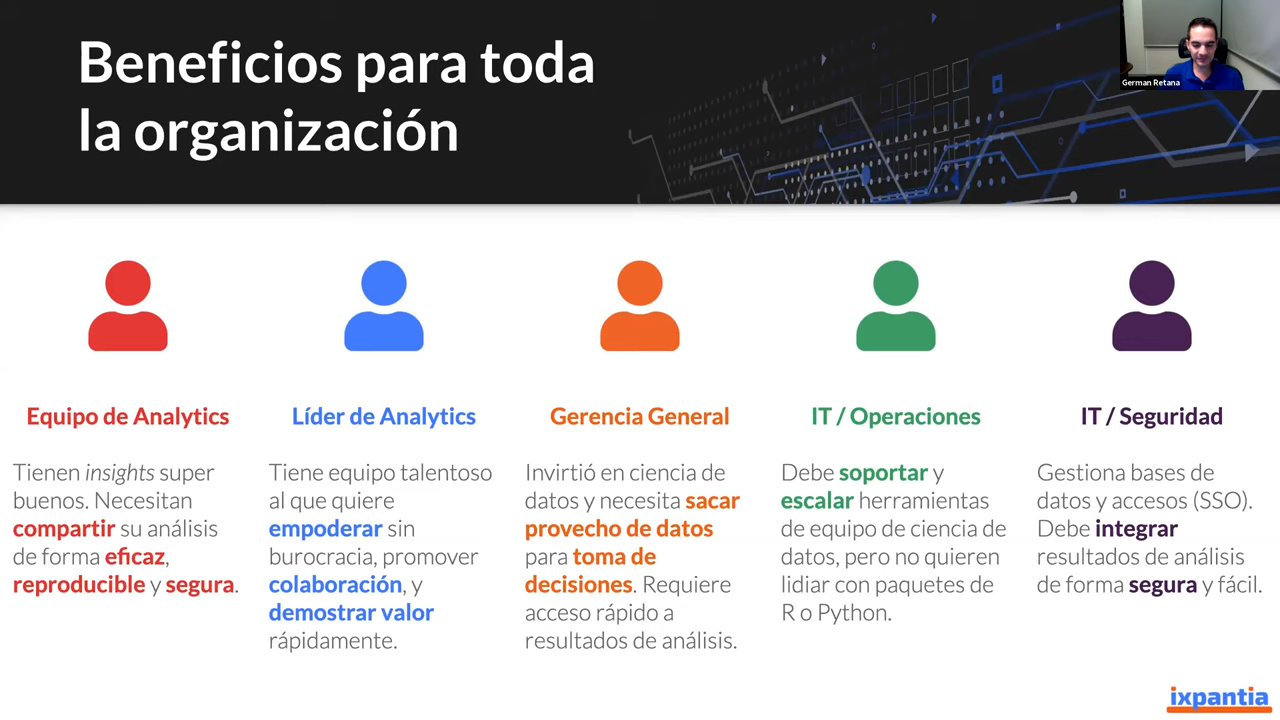 Beneficios para toda
la organización
German Retana
Equipo de Analytics
Tienen insights super
buenos. Necesitan
compartir su análisis
de forma eficaz,
reproducible y segura.
Líder de Analytics
Tiene equipo talentoso
al que quiere
empoderar sin
burocracia, promover
colaboración, y
demostrar valor
rápidamente.
Gerencia General
Invirtió en ciencia de
datos y necesita sacar
provecho de datos
para toma de
decisiones. Requiere
acceso rápido a
resultados de análisis.
IT / Operaciones
Debe soportar y
escalar herramientas
de equipo de ciencia de
datos, pero no quieren
lidiar con paquetes de
R o Python.
IT / Seguridad
Gestiona bases de
datos y accesos (SSO).
Debe integrar
resultados de análisis
de forma segura y fácil.
ixpantia